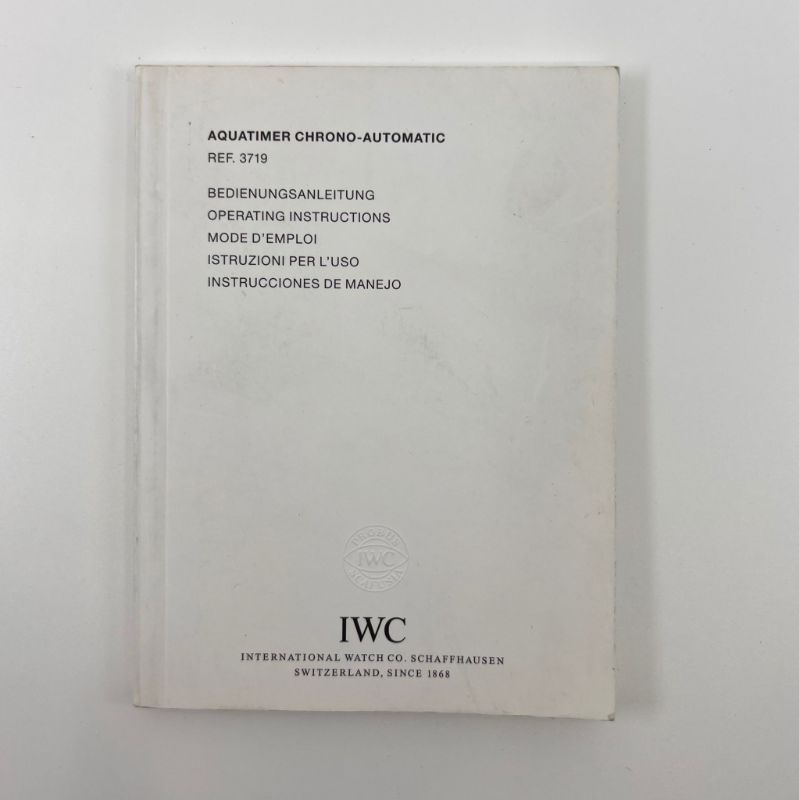 AQUATIMER CHRONO-AUTOMATIC
REF. 3719
BEDIENUNGSANLEITUNG
OPERATING INSTRUCTIONS
MODE D'EMPLOI
ISTRUZIONI PER L'USO
INSTRUCCIONES DE MANEJO
PROBUS
IWC
SCAFUSIA
IWC
INTERNATIONAL WATCH CO. SCHAFFHAUSEN
SWITZERLAND, SINCE 1868